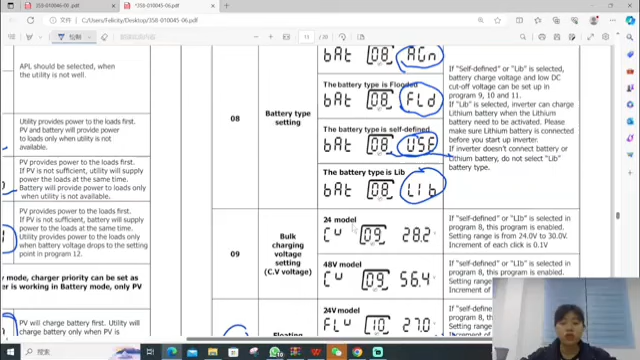 C:/Users/Felicity/Desktop/358-010045-06.pdf
358-010045-06.pdf
*358-010045-06.pdf
APL should be selected, when
the utility is not well.
Utility provides power to the loads first.
PV and battery will provide power
to loads only when utility is not
available.
PV provides power to the loads first.
If PV is not sufficient, utility will supply
power the loads at the same time.
Battery will provide power to loads only
when utility is not available.
PV provides power to the loads first.
If PV is not sufficient, battery will supply
power to the loads at the same time.
Utility provides power to loads only
when battery voltage drops to the setting
point in program 12.
y mode, charger priority can be set as
er is working in Battery mode, only PV
PV will charge battery first. Utility will
charge battery only when PV is
08
Battery type
setting
bAt 08 AGn
The battery type is Flooded
bAt 08 FLd
The battery type is self-defined
bAt 08 USE
The battery type is Lib
bAt 08 LIb
If "Self-defined" or "Lib" is selected,
battery charge voltage and low DC
cut-off voltage can be set up in
program 9, 10 and 11.
If "Lib" is selected, inverter can charge
Lithium battery when the Lithium
battery need to be activated. Please
make sure Lithium battery is connected
before you start up inverter.
If inverter doesn't connect battery or
Lithium battery, do not select "Lib"
battery type.
09
Bulk
charging
voltage
setting
(C.V voltage)
24 model
CU 09 28.2
48V model
CU 09 56.4
If "self-defined" or "LIb" is selected in
program 8, this program is enabled.
Setting range is from 24.0V to 30.0V.
Increment of each click is 0.1V
If "self-defined" or "LIb" is selected in
program 8, this program is
Setting range
Increment of
Floating
24V model
FLU 10 27.0
If "self-defined"
program 8, this
Setting range